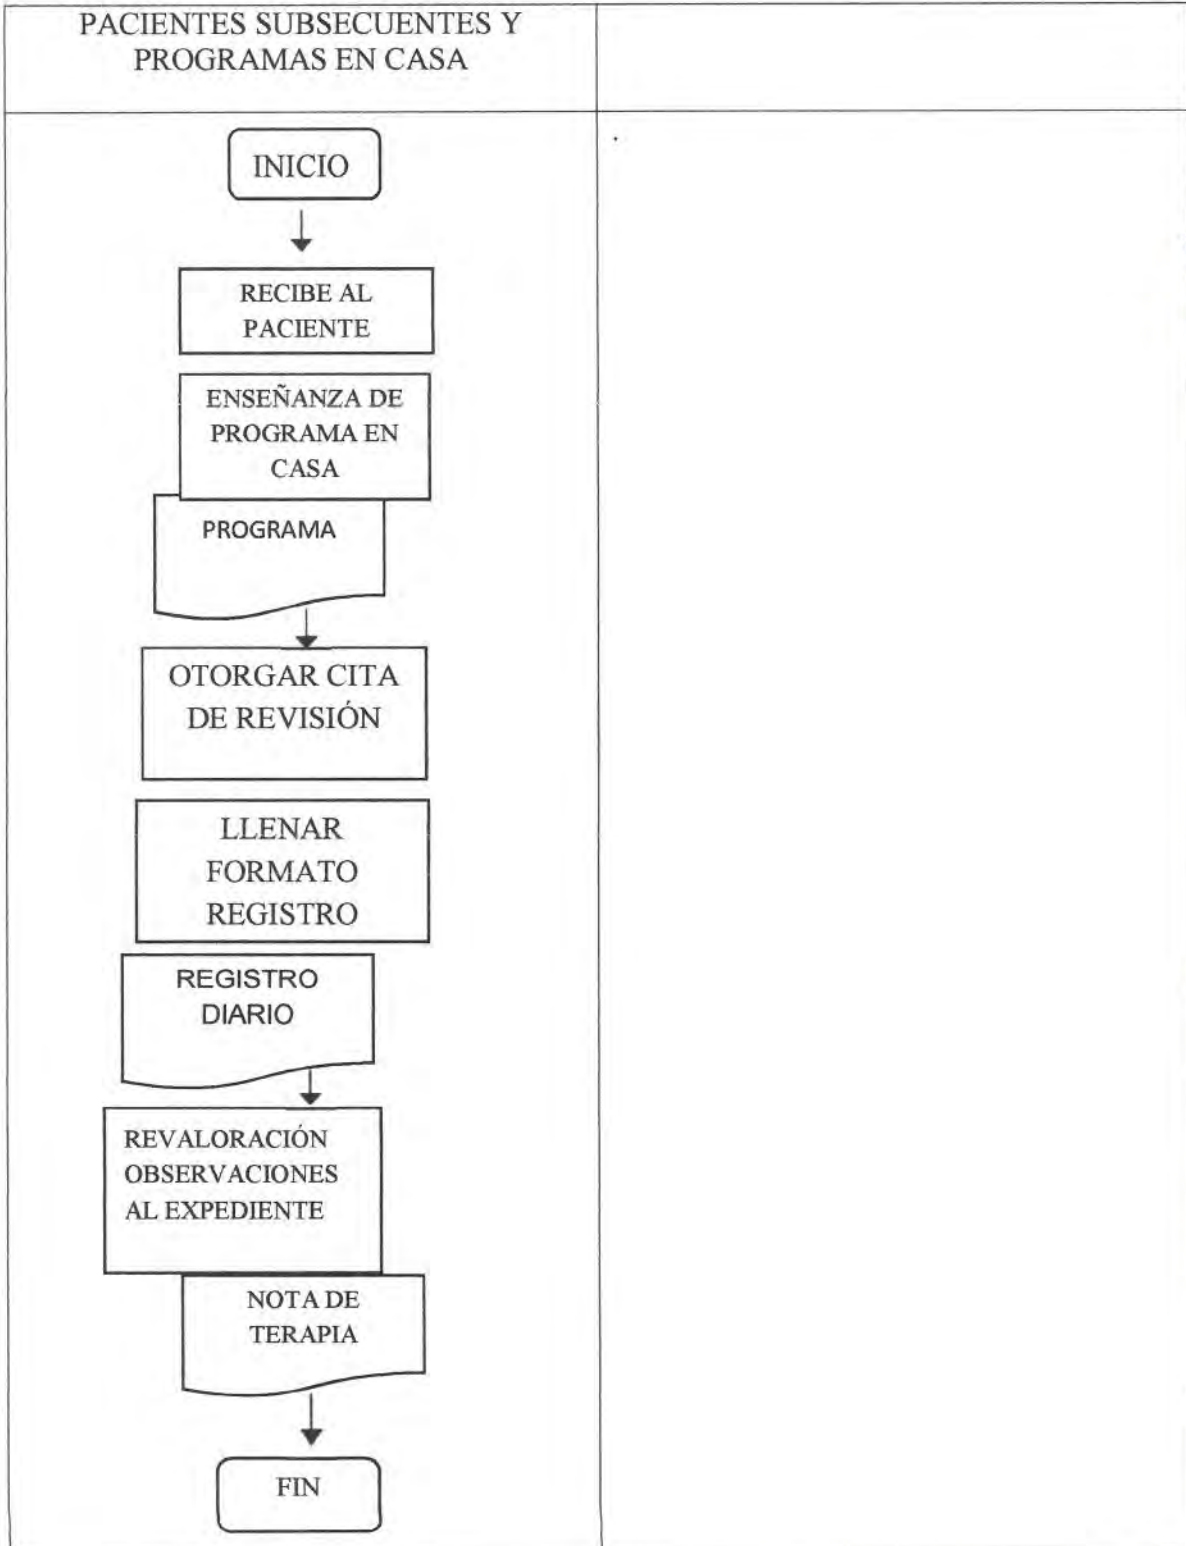 PACIENTES SUBSECUENTES Y
PROGRAMAS EN CASA
INICIO
RECIBE AL
PACIENTE
ENSEÑANZA DE
PROGRAMA EN
CASA
PROGRAMA
OTORGAR CITA
DE REVISIÓN
LLENAR
FORMATO
REGISTRO
REGISTRO
DIARIO
REVALORACIÓN
OBSERVACIONES
AL EXPEDIENTE
NOTA DE
TERAPIA
FIN